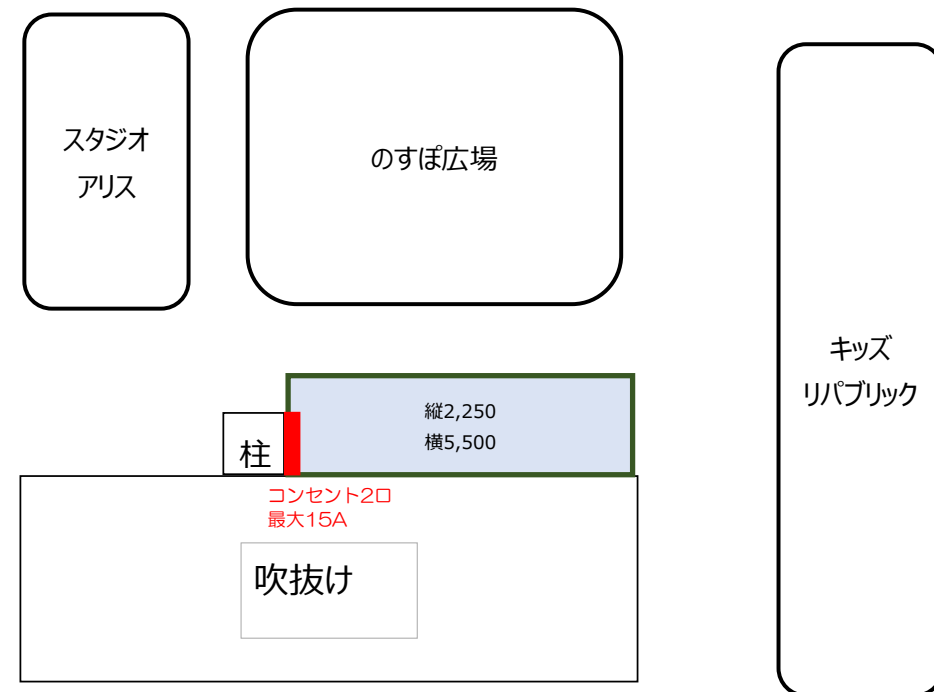 スタジオ
アリス
のすぽ広場
キッズ
リパブリック
縦2,250
横5,500
柱
コンセント2口
最大15A
吹抜け